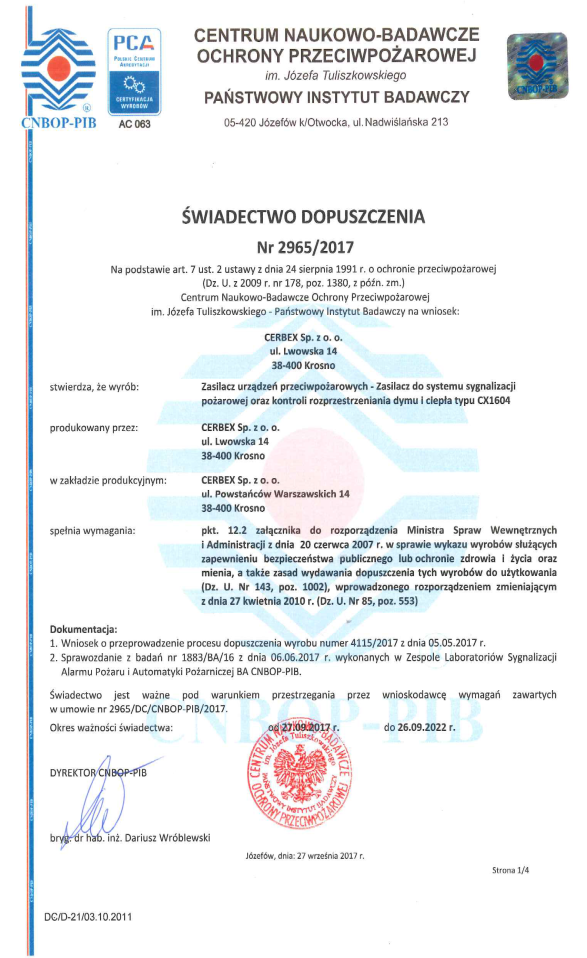 CENTRUM NAUKOWO-BADAWCZE
OCHRONY PRZECIWPOŻAROWEJ
im. Józefa Tuliszkowskiego
PAŃSTWOWY INSTYTUT BADAWCZY
05-420 Józefów k/Otwocka, ul. Nadwiślańska 213
PCA
POLSKIE CENTRUM
AKREDYTACJI
CERTYFIKACJA
WYROBÓW
AC 063
®
CNBOP-PIB
ŚWIADECTWO DOPUSZCZENIA
Nr 2965/2017
Na podstawie art. 7 ust. 2 ustawy z dnia 24 sierpnia 1991 r. o ochronie przeciwpożarowej
(Dz. U. z 2009 r. nr 178, poz. 1380, z późn. zm.)
Centrum Naukowo-Badawcze Ochrony Przeciwpożarowej
im. Józefa Tuliszkowskiego - Państwowy Instytut Badawczy na wniosek:
CERBEX Sp. z o. o.
ul. Lwowska 14
38-400 Krosno
stwierdza, że wyrób:
Zasilacz urządzeń przeciwpożarowych - Zasilacz do systemu sygnalizacji
pożarowej oraz kontroli rozprzestrzeniania dymu i ciepła typu CX1604
produkowany przez:
CERBEX Sp. z o. o.
ul. Lwowska 14
38-400 Krosno
w zakładzie produkcyjnym:
CERBEX Sp. z o. o.
ul. Powstańców Warszawskich 14
38-400 Krosno
spełnia wymagania:
pkt. 12.2 załącznika do rozporządzenia Ministra Spraw Wewnętrznych
i Administracji z dnia 20 czerwca 2007 r. w sprawie wykazu wyrobów służących
zapewnieniu bezpieczeństwa publicznego lub ochronie zdrowia i życia oraz
mienia, a także zasad wydawania dopuszczenia tych wyrobów do użytkowania
(Dz. U. Nr 143, poz. 1002), wprowadzonego rozporządzeniem zmieniającym
z dnia 27 kwietnia 2010 r. (Dz. U. Nr 85, poz. 553)
Dokumentacja:
1. Wniosek o przeprowadzenie procesu dopuszczenia wyrobu numer 4115/2017 z dnia 05.05.2017 r.
2. Sprawozdanie z badań nr 1883/BA/16 z dnia 06.06.2017 r. wykonanych w Zespole Laboratoriów Sygnalizacji
Alarmu Pożaru i Automatyki Pożarniczej BA CNBOP-PIB.
Świadectwo jest ważne pod warunkiem przestrzegania przez wnioskodawcę wymagań zawartych
w umowie nr 2965/DC/CNBOP-PIB/2017.
CNBOP-PIB
Okres ważności świadectwa: od 27.09.2017 r. do 26.09.2022 r.
CENTRUM NAUKOWO-BADAWCZE
OCHRONY PRZECIWPOŻAROWEJ
im. Józefa Tuliszkowskiego
PAŃSTWOWY INSTYTUT BADAWCZY
DYREKTOR CNBOP-PIB
bryg. dr hab. inż. Dariusz Wróblewski
Józefów, dnia: 27 września 2017 r.
Strona 1/4
DC/D-21/03.10.2011